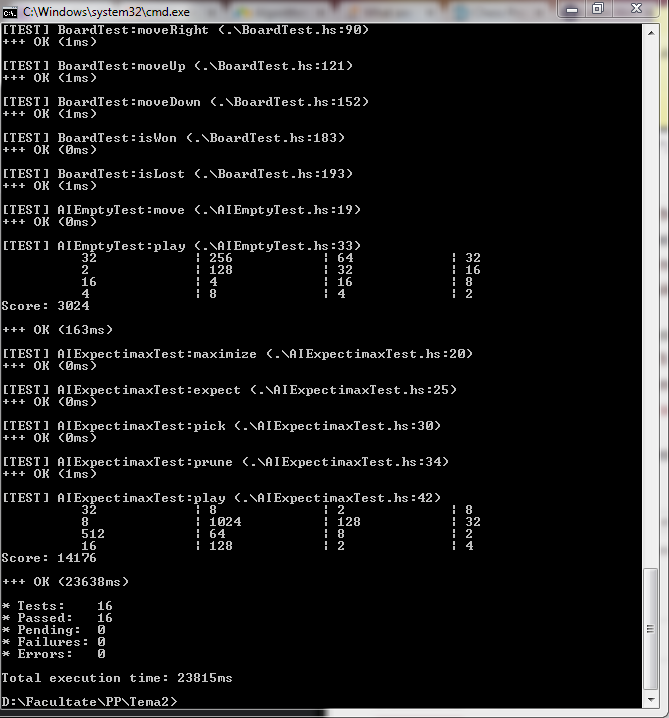 C:\Windows\system32\cmd.exe
[TEST] BoardTest:moveRight (.\BoardTest.hs:90)
+++ OK (1ms)
[TEST] BoardTest:moveUp (.\BoardTest.hs:121)
+++ OK (1ms)
[TEST] BoardTest:moveDown (.\BoardTest.hs:152)
+++ OK (1ms)
[TEST] BoardTest:isWon (.\BoardTest.hs:183)
+++ OK (0ms)
[TEST] BoardTest:isLost (.\BoardTest.hs:193)
+++ OK (1ms)
[TEST] AIEmptyTest:move (.\AIEmptyTest.hs:19)
+++ OK (0ms)
[TEST] AIEmptyTest:play (.\AIEmptyTest.hs:33)
32 | 256 | 64 | 32
2 | 128 | 32 | 16
16 | 4 | 16 | 8
4 | 8 | 4 | 2
Score: 3024
+++ OK (163ms)
[TEST] AIExpectimaxTest:maximize (.\AIExpectimaxTest.hs:20)
+++ OK (0ms)
[TEST] AIExpectimaxTest:expect (.\AIExpectimaxTest.hs:25)
+++ OK (0ms)
[TEST] AIExpectimaxTest:pick (.\AIExpectimaxTest.hs:30)
+++ OK (0ms)
[TEST] AIExpectimaxTest:prune (.\AIExpectimaxTest.hs:34)
+++ OK (1ms)
[TEST] AIExpectimaxTest:play (.\AIExpectimaxTest.hs:42)
32 | 8 | 2 | 8
8 | 1024 | 128 | 32
512 | 64 | 8 | 2
16 | 128 | 2 | 4
Score: 14176
+++ OK (23638ms)
* Tests: 16
* Passed: 16
* Pending: 0
* Failures: 0
* Errors: 0
Total execution time: 23815ms
D:\Facultate\PP\Tema2>